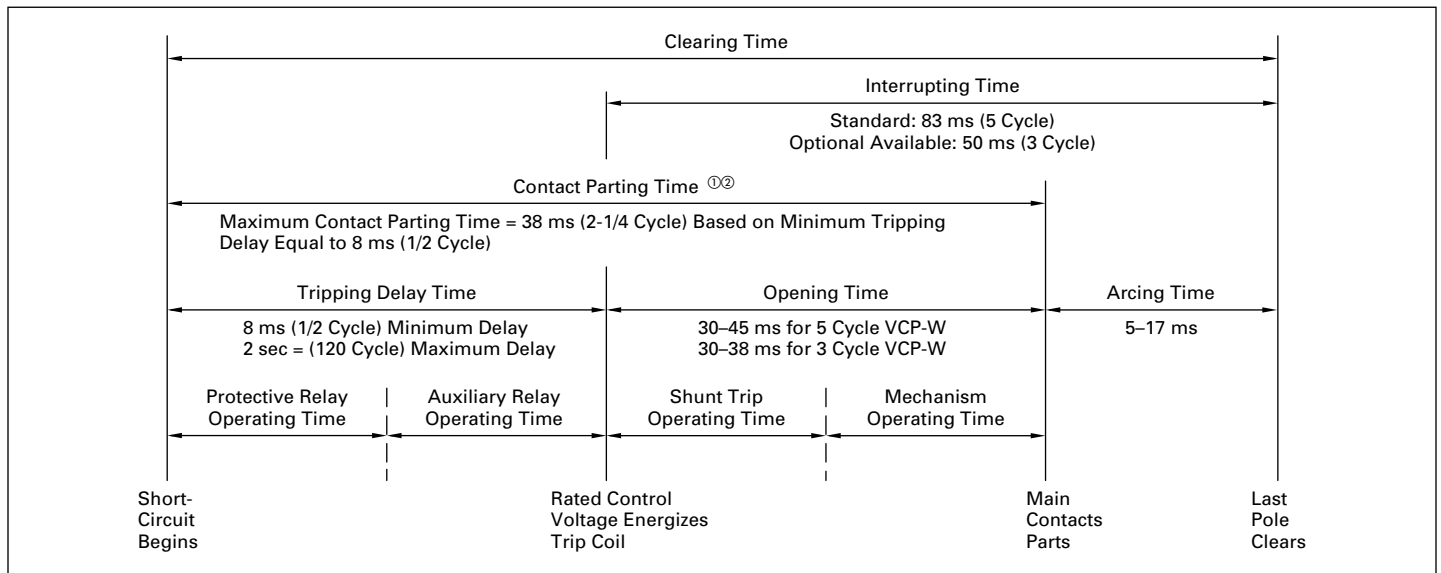 Clearing Time
Interrupting Time
Standard: 83 ms (5 Cycle)
Optional Available: 50 ms (3 Cycle)
Contact Parting Time ①②
Maximum Contact Parting Time = 38 ms (2-1/4 Cycle) Based on Minimum Tripping
Delay Equal to 8 ms (1/2 Cycle)
Tripping Delay Time
8 ms (1/2 Cycle) Minimum Delay
2 sec = (120 Cycle) Maximum Delay
Opening Time
30–45 ms for 5 Cycle VCP-W
30–38 ms for 3 Cycle VCP-W
Arcing Time
5–17 ms
Protective Relay
Operating Time
Auxiliary Relay
Operating Time
Shunt Trip
Operating Time
Mechanism
Operating Time
Short-
Circuit
Begins
Rated Control
Voltage Energizes
Trip Coil
Main
Contacts
Parts
Last
Pole
Clears